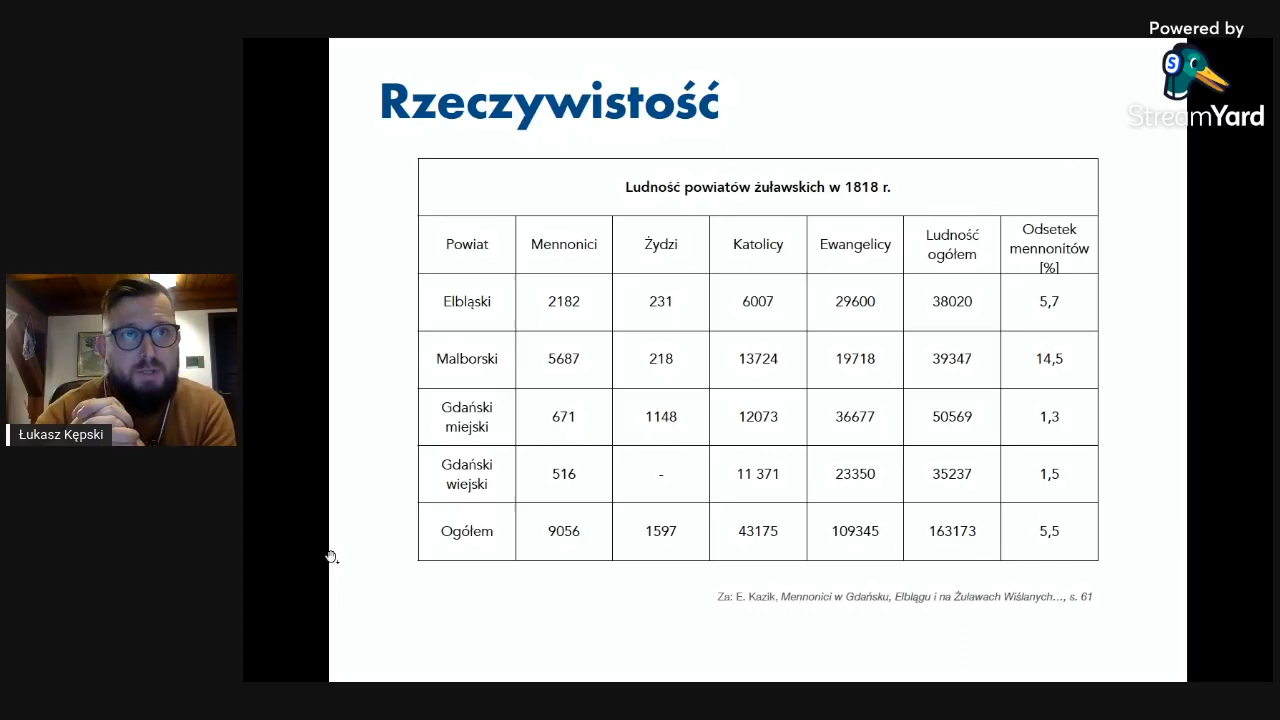 Powered by
StreamYard
Rzeczywistość
Ludność powiatów żuławskich w 1818 r.
Powiat Mennonici Żydzi Katolicy Ewangelicy Ludność ogółem Odsetek mennonitów [%]
Elbląski 2182 231 6007 29600 38020 5,7
Malborski 5687 218 13724 19718 39347 14,5
Gdański miejski 671 1148 12073 36677 50569 1,3
Gdański wiejski 516 - 11 371 23350 35237 1,5
Ogółem 9056 1597 43175 109345 163173 5,5
Za: E. Kazik, Mennonici w Gdańsku, Elblągu i na Żuławach Wiślanych..., s. 61
Łukasz Kępski